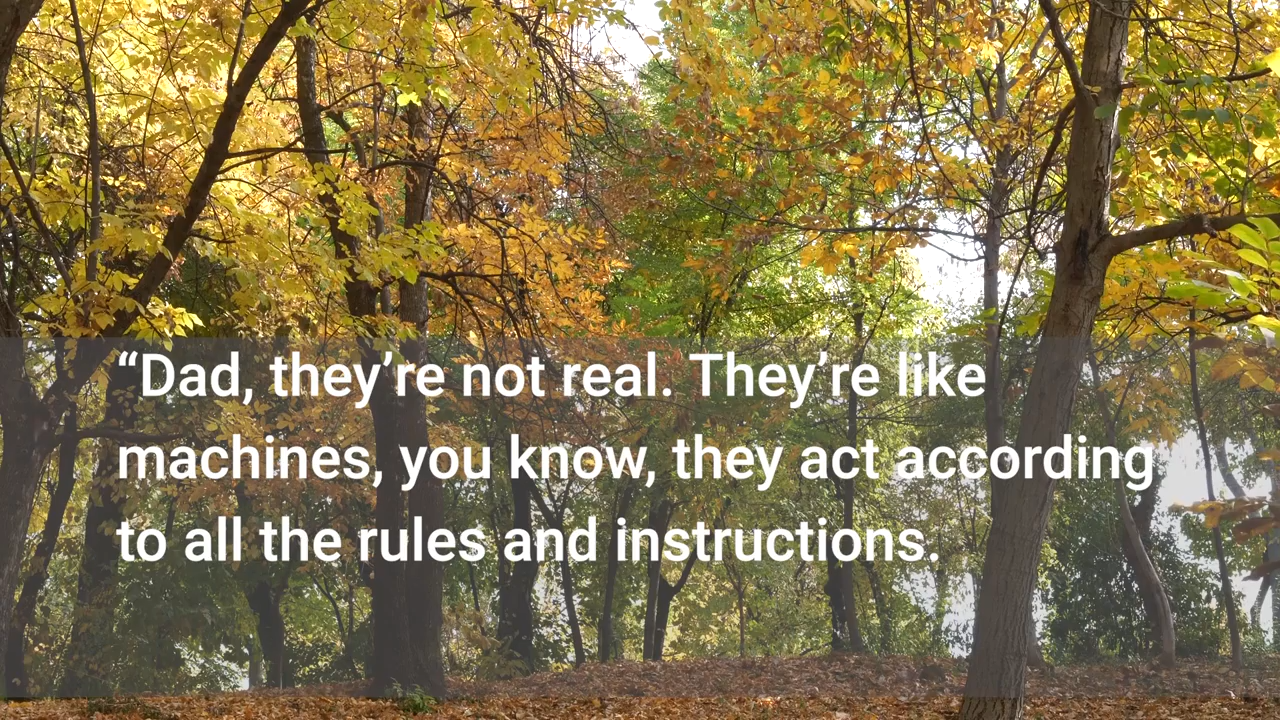 “Dad, they’re not real. They’re like
machines, you know, they act according
to all the rules and instructions.